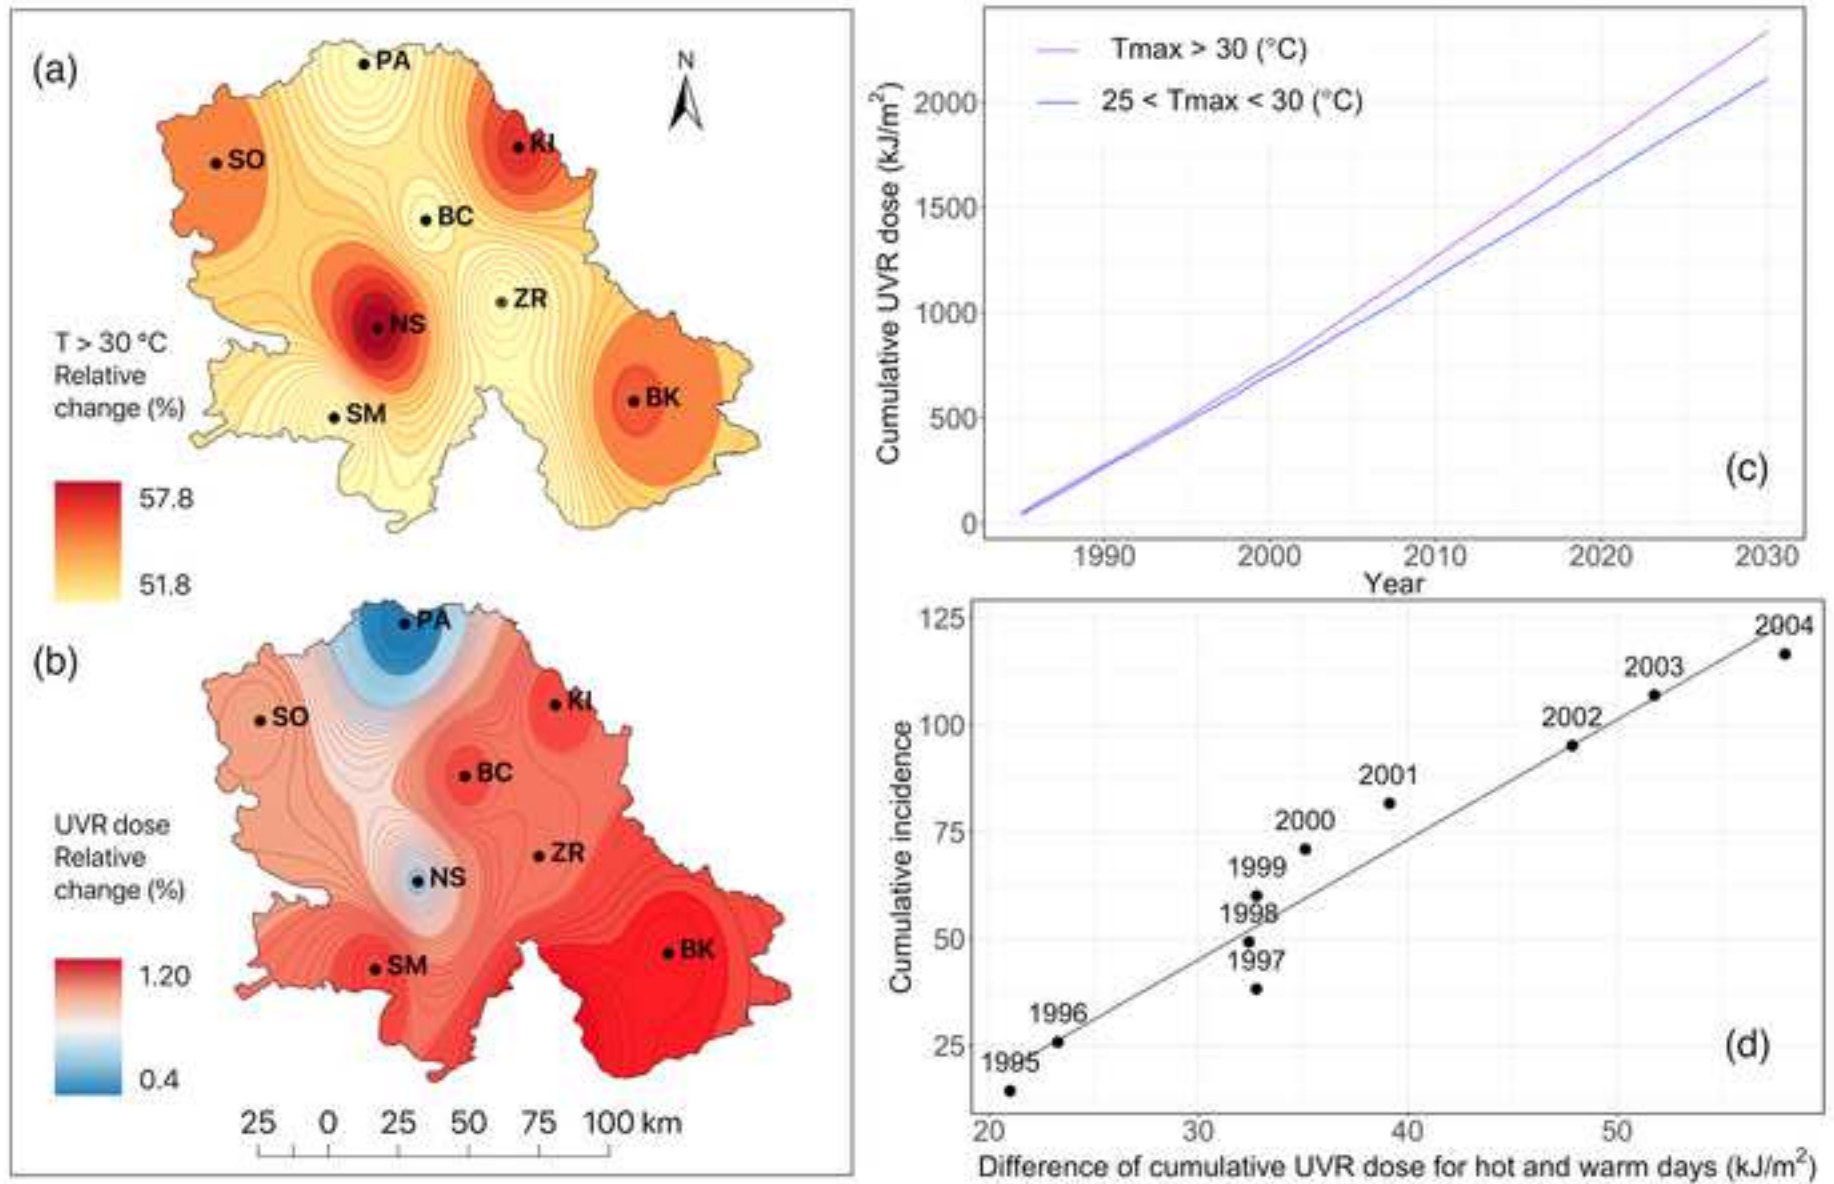 (a)
PA
N
SO
KI
BC
ZR
NS
SM
BK
T > 30 °C
Relative
change (%)
57.8
51.8
(b)
PA
SO
KI
BC
ZR
NS
SM
BK
UVR dose
Relative
change (%)
1.20
0.4
25 0 25 50 75 100 km
Tmax > 30 (°C)
25 < Tmax < 30 (°C)
Cumulative UVR dose (kJ/m²)
2000
1500
1000
500
0
(c)
1990 2000 2010 2020 2030
Year
Cumulative incidence
125
100
75
50
25
2004
2003
2002
2001
2000
1999
1998
1997
1996
1995
(d)
20 30 40 50
Difference of cumulative UVR dose for hot and warm days (kJ/m²)